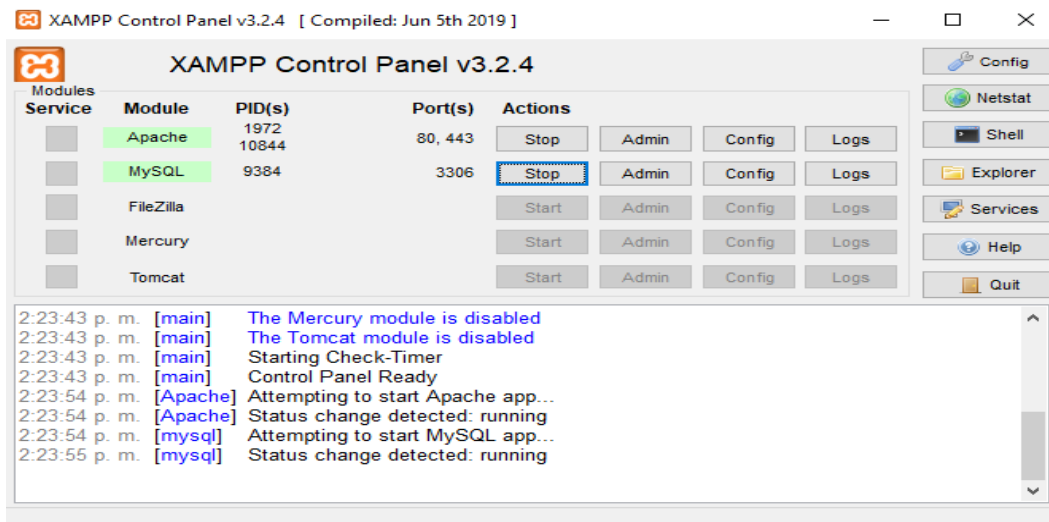 XAMPP Control Panel v3.2.4 [ Compiled: Jun 5th 2019 ]
XAMPP Control Panel v3.2.4
Config
Modules
Service Module PID(s) Port(s) Actions
Netstat
Apache 1972 10844 80, 443 Stop Admin Config Logs
Shell
MySQL 9384 3306 Stop Admin Config Logs
Explorer
FileZilla Start Admin Config Logs
Services
Mercury Start Admin Config Logs
Help
Tomcat Start Admin Config Logs
Quit
2:23:43 p. m. [main] The Mercury module is disabled
2:23:43 p. m. [main] The Tomcat module is disabled
2:23:43 p. m. [main] Starting Check-Timer
2:23:43 p. m. [main] Control Panel Ready
2:23:54 p. m. [Apache] Attempting to start Apache app...
2:23:54 p. m. [Apache] Status change detected: running
2:23:54 p. m. [mysql] Attempting to start MySQL app...
2:23:55 p. m. [mysql] Status change detected: running